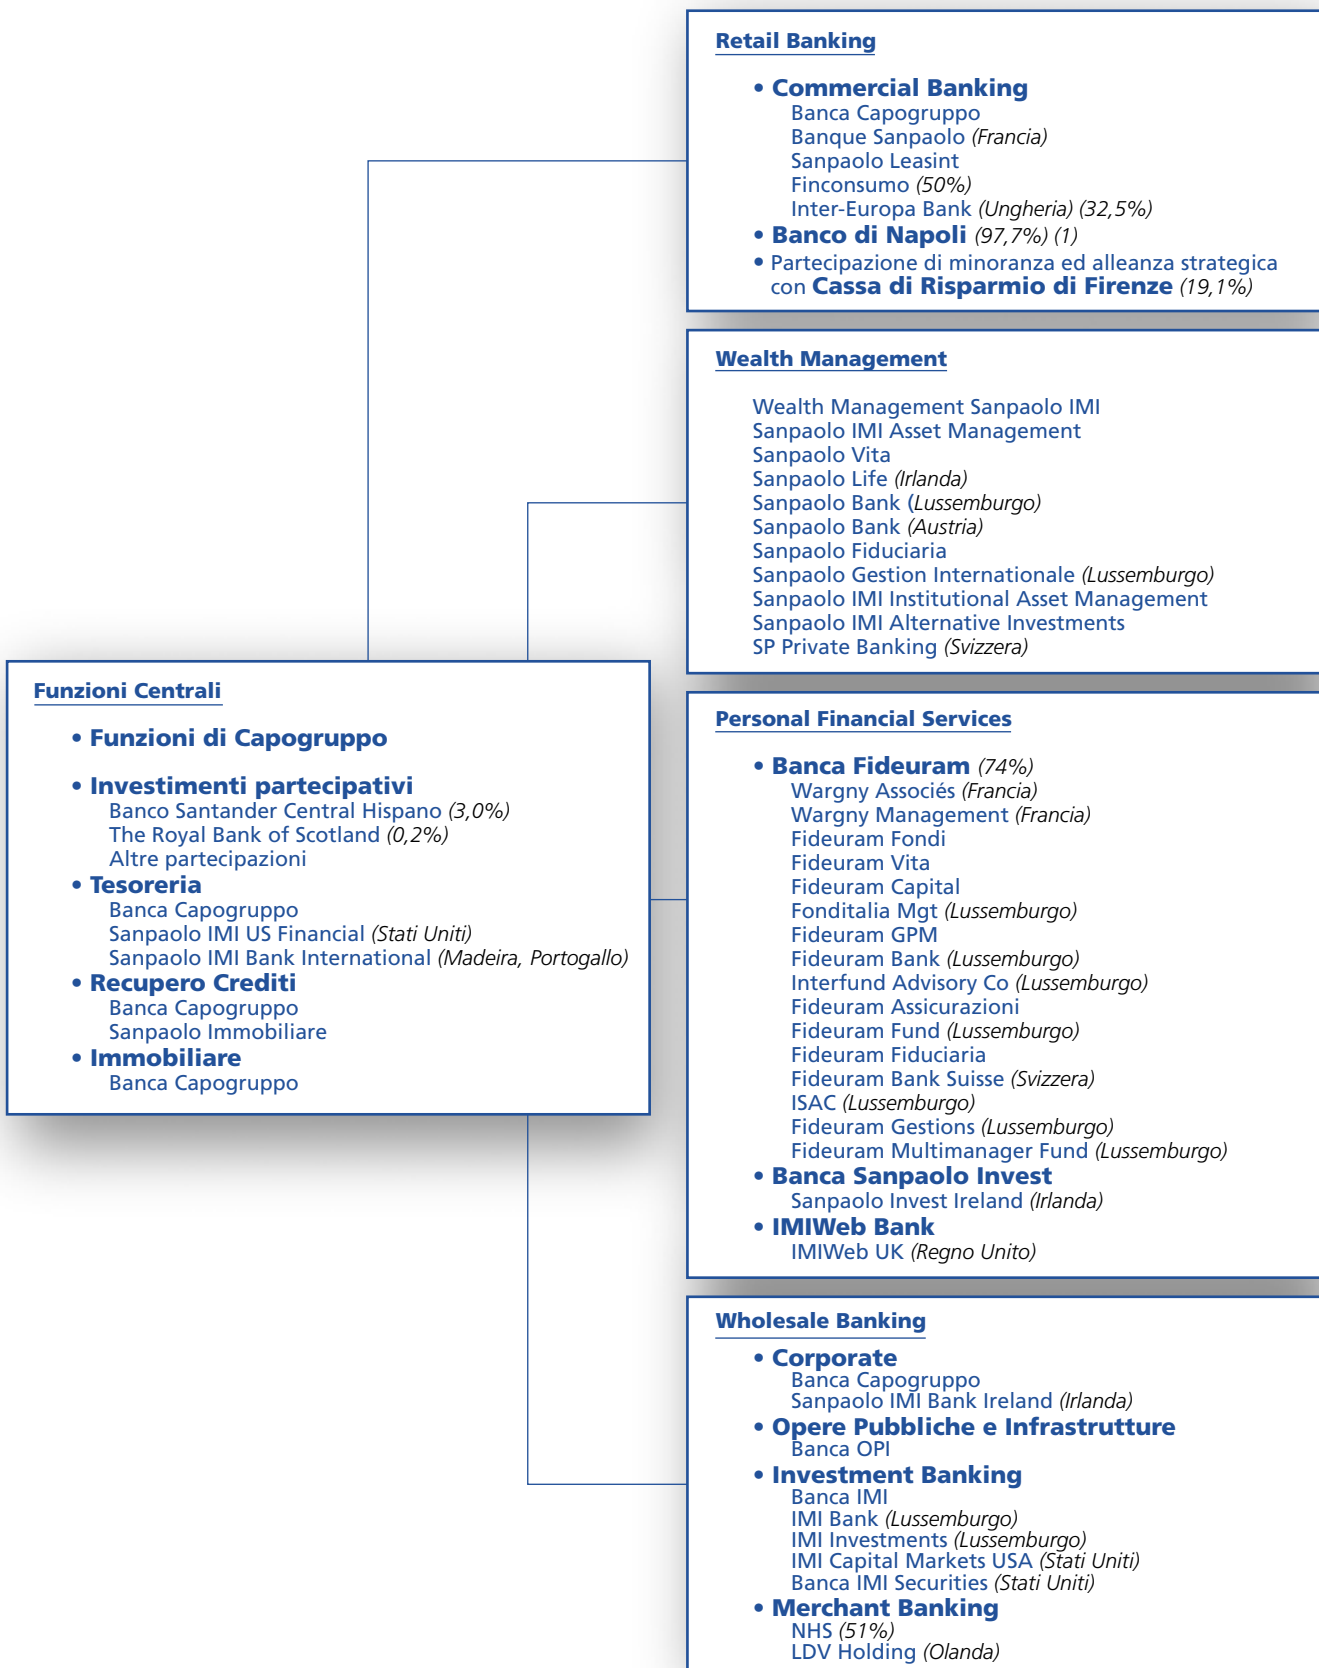 Retail Banking
• Commercial Banking
Banca Capogruppo
Banque Sanpaolo (Francia)
Sanpaolo Leasint
Finconsumo (50%)
Inter-Europa Bank (Ungheria) (32,5%)
• Banco di Napoli (97,7%) (1)
• Partecipazione di minoranza ed alleanza strategica
con Cassa di Risparmio di Firenze (19,1%)
Wealth Management
Wealth Management Sanpaolo IMI
Sanpaolo IMI Asset Management
Sanpaolo Vita
Sanpaolo Life (Irlanda)
Sanpaolo Bank (Lussemburgo)
Sanpaolo Bank (Austria)
Sanpaolo Fiduciaria
Sanpaolo Gestion Internationale (Lussemburgo)
Sanpaolo IMI Institutional Asset Management
Sanpaolo IMI Alternative Investments
SP Private Banking (Svizzera)
Funzioni Centrali
• Funzioni di Capogruppo
• Investimenti partecipativi
Banco Santander Central Hispano (3,0%)
The Royal Bank of Scotland (0,2%)
Altre partecipazioni
• Tesoreria
Banca Capogruppo
Sanpaolo IMI US Financial (Stati Uniti)
Sanpaolo IMI Bank International (Madeira, Portogallo)
• Recupero Crediti
Banca Capogruppo
Sanpaolo Immobiliare
• Immobiliare
Banca Capogruppo
Personal Financial Services
• Banca Fideuram (74%)
Wargny Associés (Francia)
Wargny Management (Francia)
Fideuram Fondi
Fideuram Vita
Fideuram Capital
Fonditalia Mgt (Lussemburgo)
Fideuram GPM
Fideuram Bank (Lussemburgo)
Interfund Advisory Co (Lussemburgo)
Fideuram Assicurazioni
Fideuram Fund (Lussemburgo)
Fideuram Fiduciaria
Fideuram Bank Suisse (Svizzera)
ISAC (Lussemburgo)
Fideuram Gestions (Lussemburgo)
Fideuram Multimanager Fund (Lussemburgo)
• Banca Sanpaolo Invest
Sanpaolo Invest Ireland (Irlanda)
• IMIWeb Bank
IMIWeb UK (Regno Unito)
Wholesale Banking
• Corporate
Banca Capogruppo
Sanpaolo IMI Bank Ireland (Irlanda)
• Opere Pubbliche e Infrastrutture
Banca OPI
• Investment Banking
Banca IMI
IMI Bank (Lussemburgo)
IMI Investments (Lussemburgo)
IMI Capital Markets USA (Stati Uniti)
Banca IMI Securities (Stati Uniti)
• Merchant Banking
NHS (51%)
LDV Holding (Olanda)